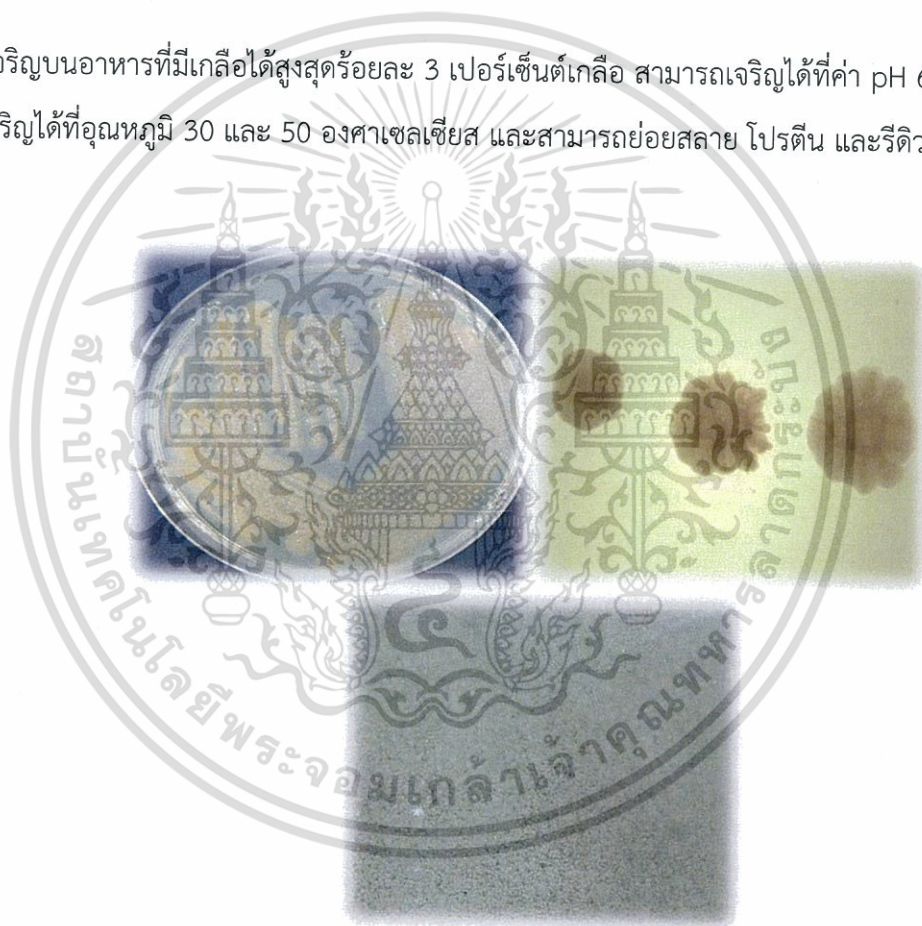 จริญบนอาหารที่มีเกลือได้สูงสุดร้อยละ 3 เปอร์เซ็นต์เกลือ สามารถเจริญได้ที่ค่า pH 6
ริญได้ที่อุณหภูมิ 30 และ 50 องศาเซลเซียส และสามารถย่อยสลาย โปรตีน และรีดิว
สถาบันเทคโนโลยีพระจอมเกล้าเจ้าคุณทหารลาดกระบัง